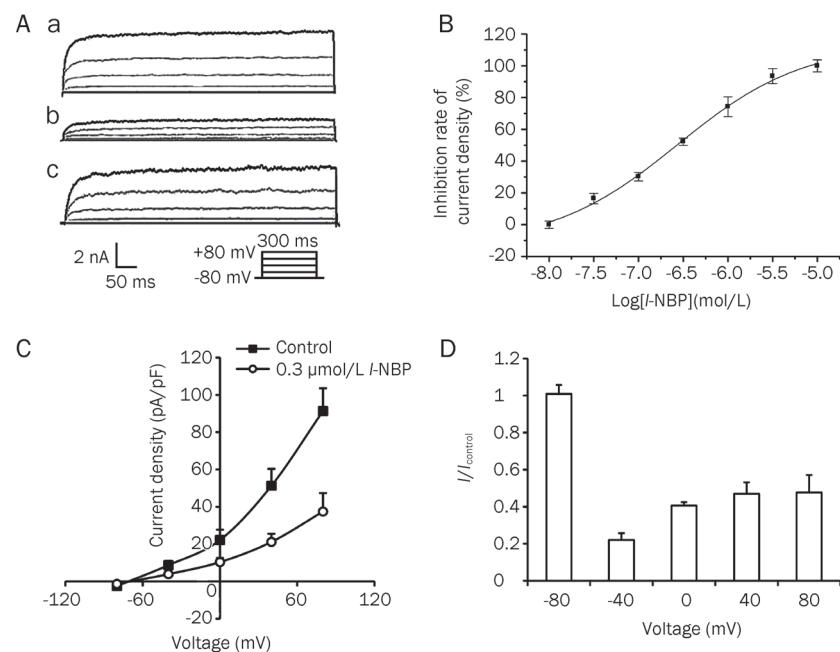 A
a
b
c
2 nA
50 ms
300 ms
+80 mV
-80 mV
B
Inhibition rate of
current density (%)
120
100
80
60
40
20
0
-20
-8.0 -7.5 -7.0 -6.5 -6.0 -5.5 -5.0
Log[l-NBP](mol/L)
C
Control
0.3 μmol/L l-NBP
Current density (pA/pF)
120
100
80
60
40
20
0
-20
-120 -60 60 120
Voltage (mV)
D
I/Icontrol
1.2
1
0.8
0.6
0.4
0.2
0
-80 -40 0 40 80
Voltage (mV)